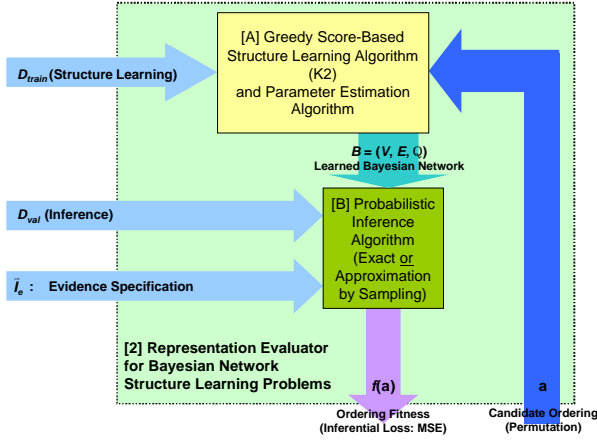 [A] Greedy Score-Based
Structure Learning Algorithm
(K2)
and Parameter Estimation
Algorithm
D_train (Structure Learning)
B = (V, E, Q)
Learned Bayesian Network
[B] Probabilistic
Inference
Algorithm
(Exact or
Approximation
by Sampling)
D_val (Inference)
I_e : Evidence Specification
[2] Representation Evaluator
for Bayesian Network
Structure Learning Problems
f(a)
a
Ordering Fitness
(Inferential Loss: MSE)
Candidate Ordering
(Permutation)